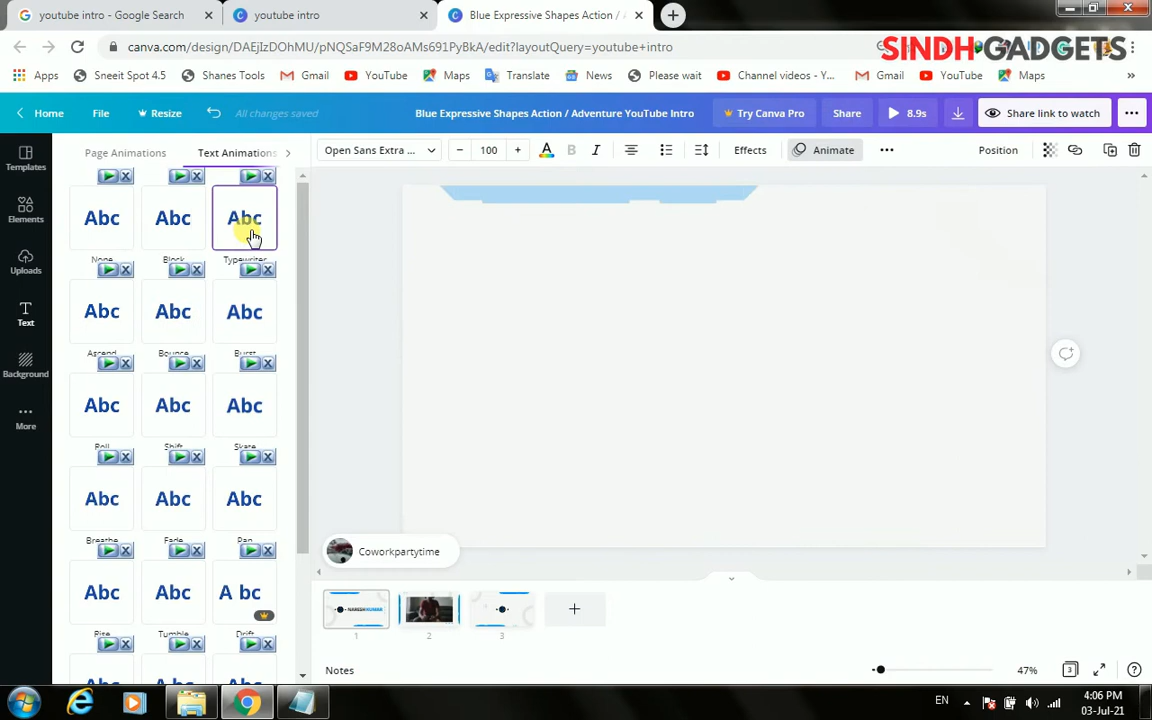 youtube intro - Google Search
youtube intro
Blue Expressive Shapes Action /
canva.com/design/DAEjIzDOhMU/pNQSaF9M28oAMs691PyBkA/edit?layoutQuery=youtube+intro
SINDH-GADGETS
Apps
Sneeit Spot 4.5
Shanes Tools
Gmail
YouTube
Maps
Translate
News
Please wait
Channel videos - Y...
Gmail
YouTube
Maps
»
Home
File
Resize
All changes saved
Blue Expressive Shapes Action / Adventure YouTube Intro
Try Canva Pro
Share
8.9s
Share link to watch
Templates
Elements
Uploads
Text
Background
More
Page Animations
Text Animations
Open Sans Extra ...
100
A
B
I
Effects
Animate
Position
Abc
Abc
Abc
None
Block
Typewriter
Abc
Abc
Abc
Ascend
Bounce
Burst
Abc
Abc
Abc
Roll
Shift
Skate
Abc
Abc
Abc
Breathe
Fade
Pan
Abc
Abc
A bc
Rise
Tumble
Drift
Coworkpartytime
NARESH KUMAR
1
2
3
Notes
47%
3
EN
4:06 PM
03-Jul-21